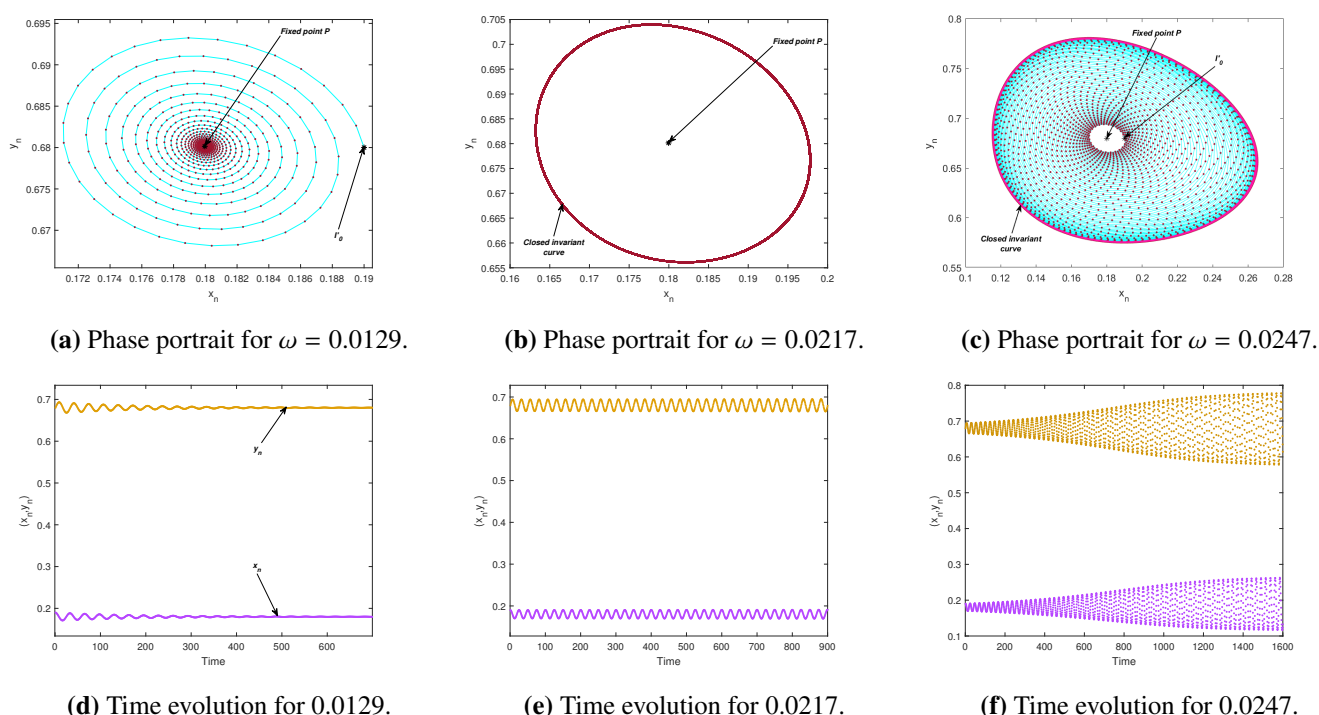 0.695
0.69
0.685
0.68
0.675
0.67
y_n
Fixed point P
0.172 0.174 0.176 0.178 0.18 0.182 0.184 0.186 0.188 0.19
x_n
(a) Phase portrait for ω = 0.0129.
0.705
0.7
0.695
0.69
0.685
0.68
0.675
0.67
0.665
0.66
0.655
y_n
Fixed point P
Closed invariant
curve
0.16 0.165 0.17 0.175 0.18 0.185 0.19 0.195 0.2
x_n
(b) Phase portrait for ω = 0.0217.
0.8
0.75
0.7
0.65
0.6
0.55
y_n
Fixed point P
Closed invariant
curve
0.1 0.12 0.14 0.16 0.18 0.2 0.22 0.24 0.26 0.28
x_n
(c) Phase portrait for ω = 0.0247.
0.7
0.6
0.5
0.4
0.3
0.2
(x_n,y_n)
y_n
x_n
0 100 200 300 400 500 600
Time
(d) Time evolution for 0.0129.
0.7
0.6
0.5
0.4
0.3
0.2
(x_n,y_n)
0 100 200 300 400 500 600 700 800 900
Time
(e) Time evolution for 0.0217.
0.8
0.7
0.6
0.5
0.4
0.3
0.2
0.1
(x_n,y_n)
0 200 400 600 800 1000 1200 1400 1600
Time
(f) Time evolution for 0.0247.